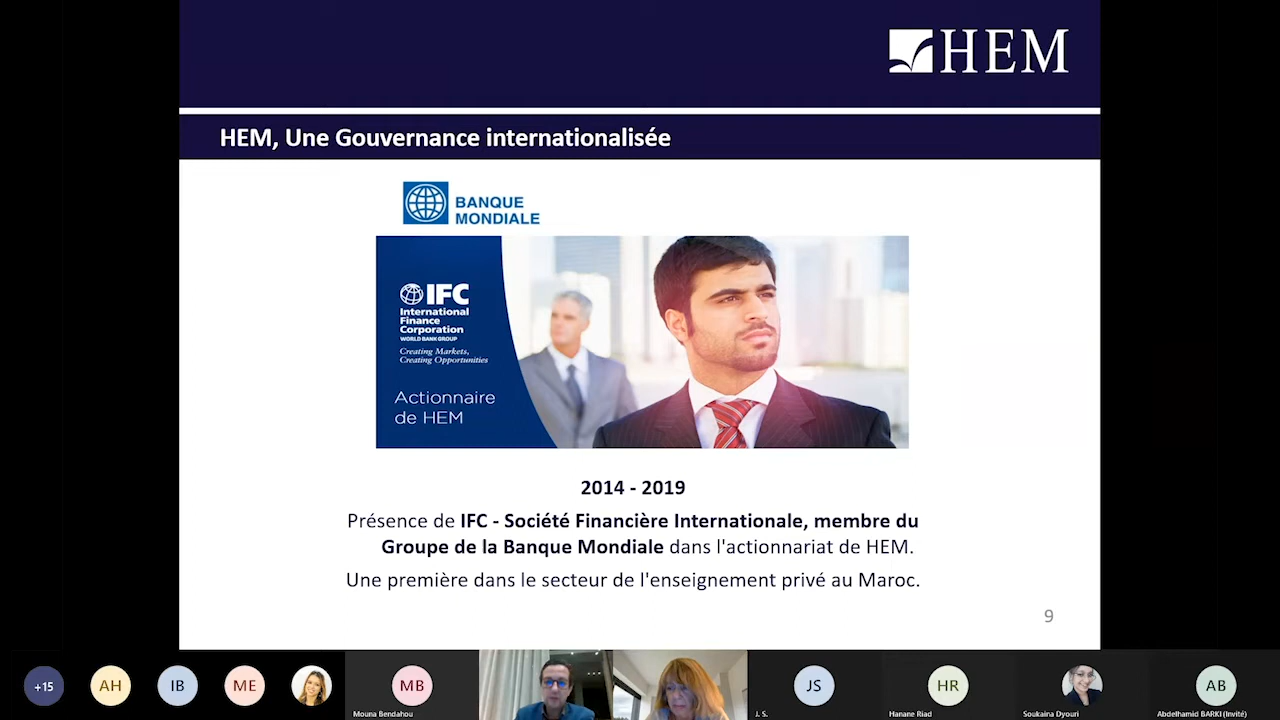 HEM
HEM, Une Gouvernance internationalisée
BANQUE
MONDIALE
IFC
International
Finance
Corporation
WORLD BANK GROUP
Creating Markets,
Creating Opportunities
Actionnaire
de HEM
2014 - 2019
Présence de IFC - Société Financière Internationale, membre du
Groupe de la Banque Mondiale dans l'actionnariat de HEM.
Une première dans le secteur de l'enseignement privé au Maroc.
9
+15
AH
IB
ME
MB
JS
HR
AB
Mouna Bendahou
J. S.
Hanane Riad
Soukaina Dyouri
Abdelhamid BARKI (Invité)